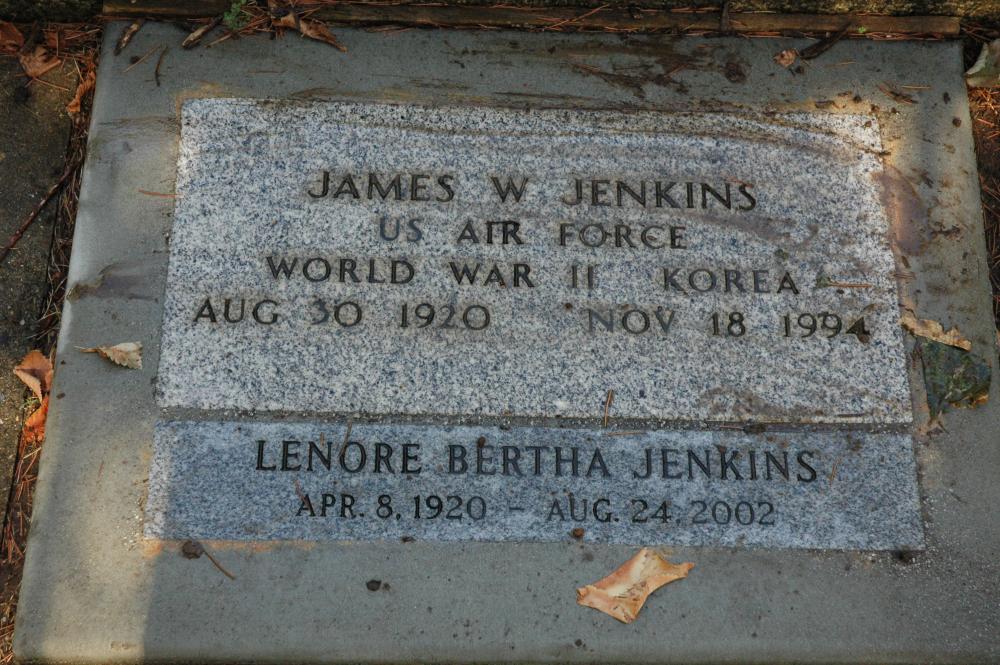 JAMES W JENKINS
US AIR FORCE
WORLD WAR II KOREA
AUG 30 1920 NOV 18 1994
LENORE BERTHA JENKINS
APR. 8, 1920 - AUG. 24, 2002